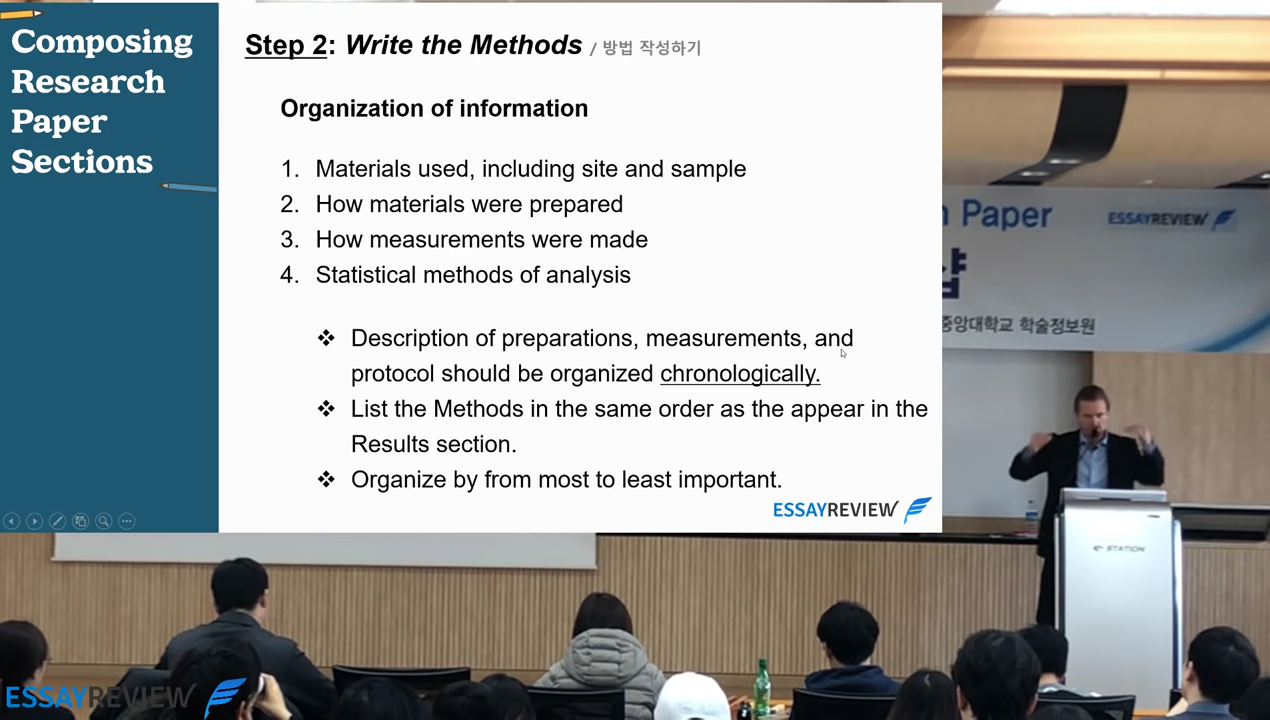 Composing
Research
Paper
Sections
Step 2: Write the Methods / 방법 작성하기
Organization of information
1. Materials used, including site and sample
2. How materials were prepared
3. How measurements were made
4. Statistical methods of analysis
❖ Description of preparations, measurements, and
protocol should be organized chronologically.
❖ List the Methods in the same order as the appear in the
Results section.
❖ Organize by from most to least important.
ESSAYREVIEW
Paper
ESSAYREVIEW
중앙대학교 학술정보원
STATION
ESSAYREVIEW